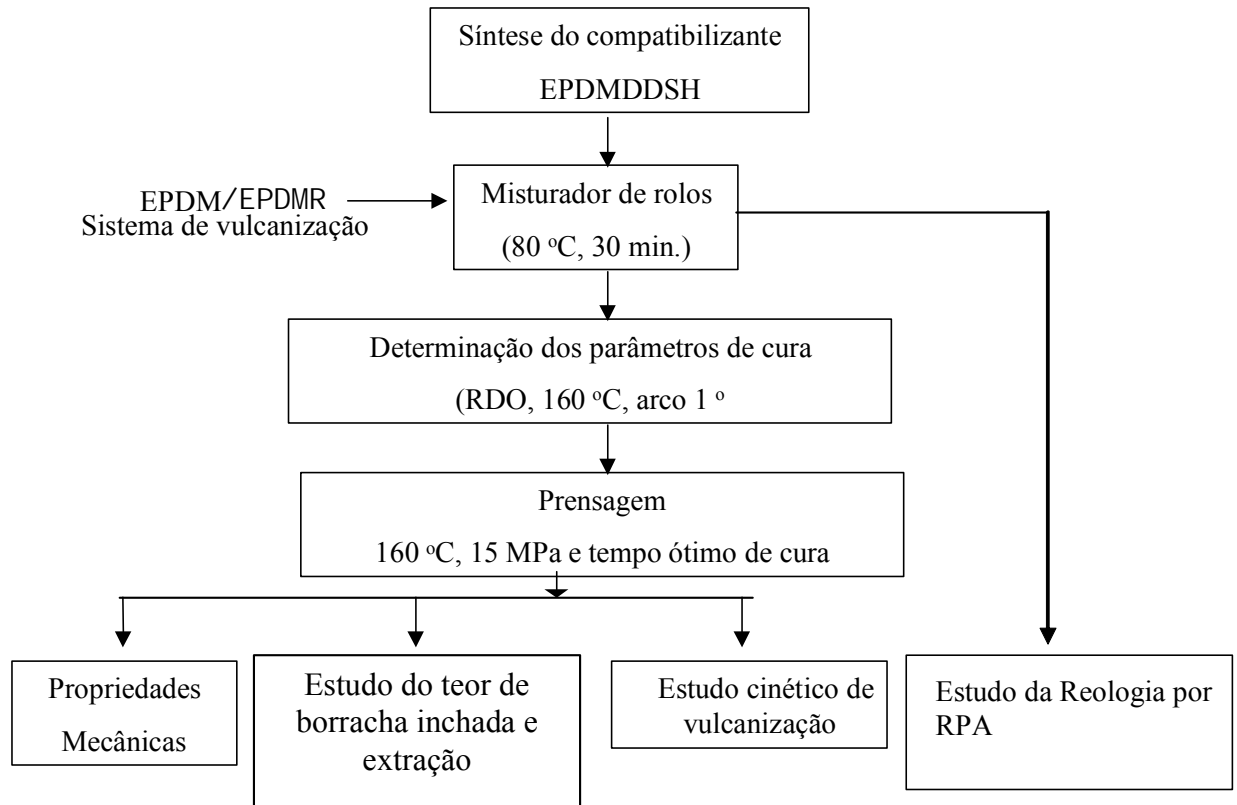 Síntese do compatibilizante
EPDMDDSH
EPDM/EPDMR
Sistema de vulcanização
Misturador de rolos
(80 ºC, 30 min.)
Determinação dos parâmetros de cura
(RDO, 160 ºC, arco 1 º
Prensagem
160 ºC, 15 MPa e tempo ótimo de cura
Propriedades
Mecânicas
Estudo do teor de
borracha inchada e
extração
Estudo cinético de
vulcanização
Estudo da Reologia por
RPA